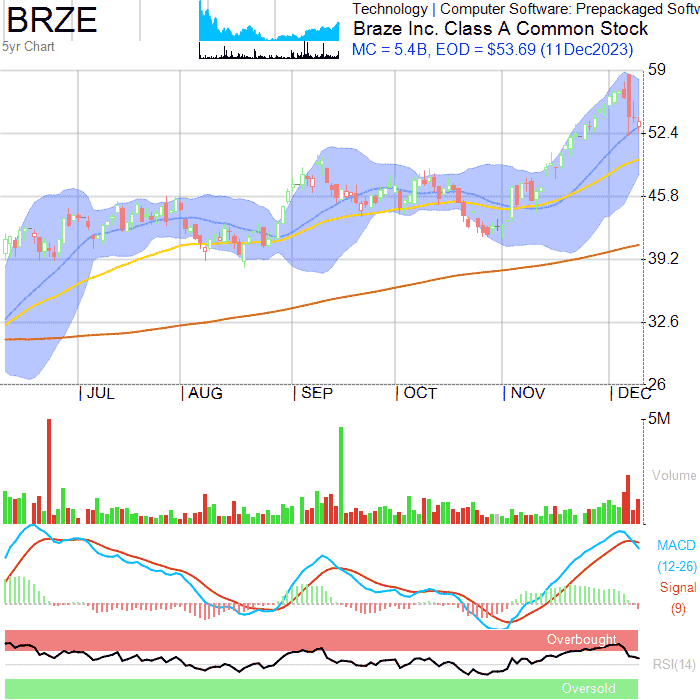 BRZE
5yr Chart
Technology | Computer Software: Prepackaged Softw
Braze Inc. Class A Common Stock
MC = 5.4B, EOD = $53.69 (11Dec2023)
59
52.4
45.8
39.2
32.6
26
| JUL
| AUG
| SEP
| OCT
| NOV
| DEC
5M
Volume
MACD
(12-26)
Signal
(9)
Overbought
RSI(14)
Oversold